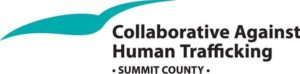 Collaborative Against
Human Trafficking
• SUMMIT COUNTY •